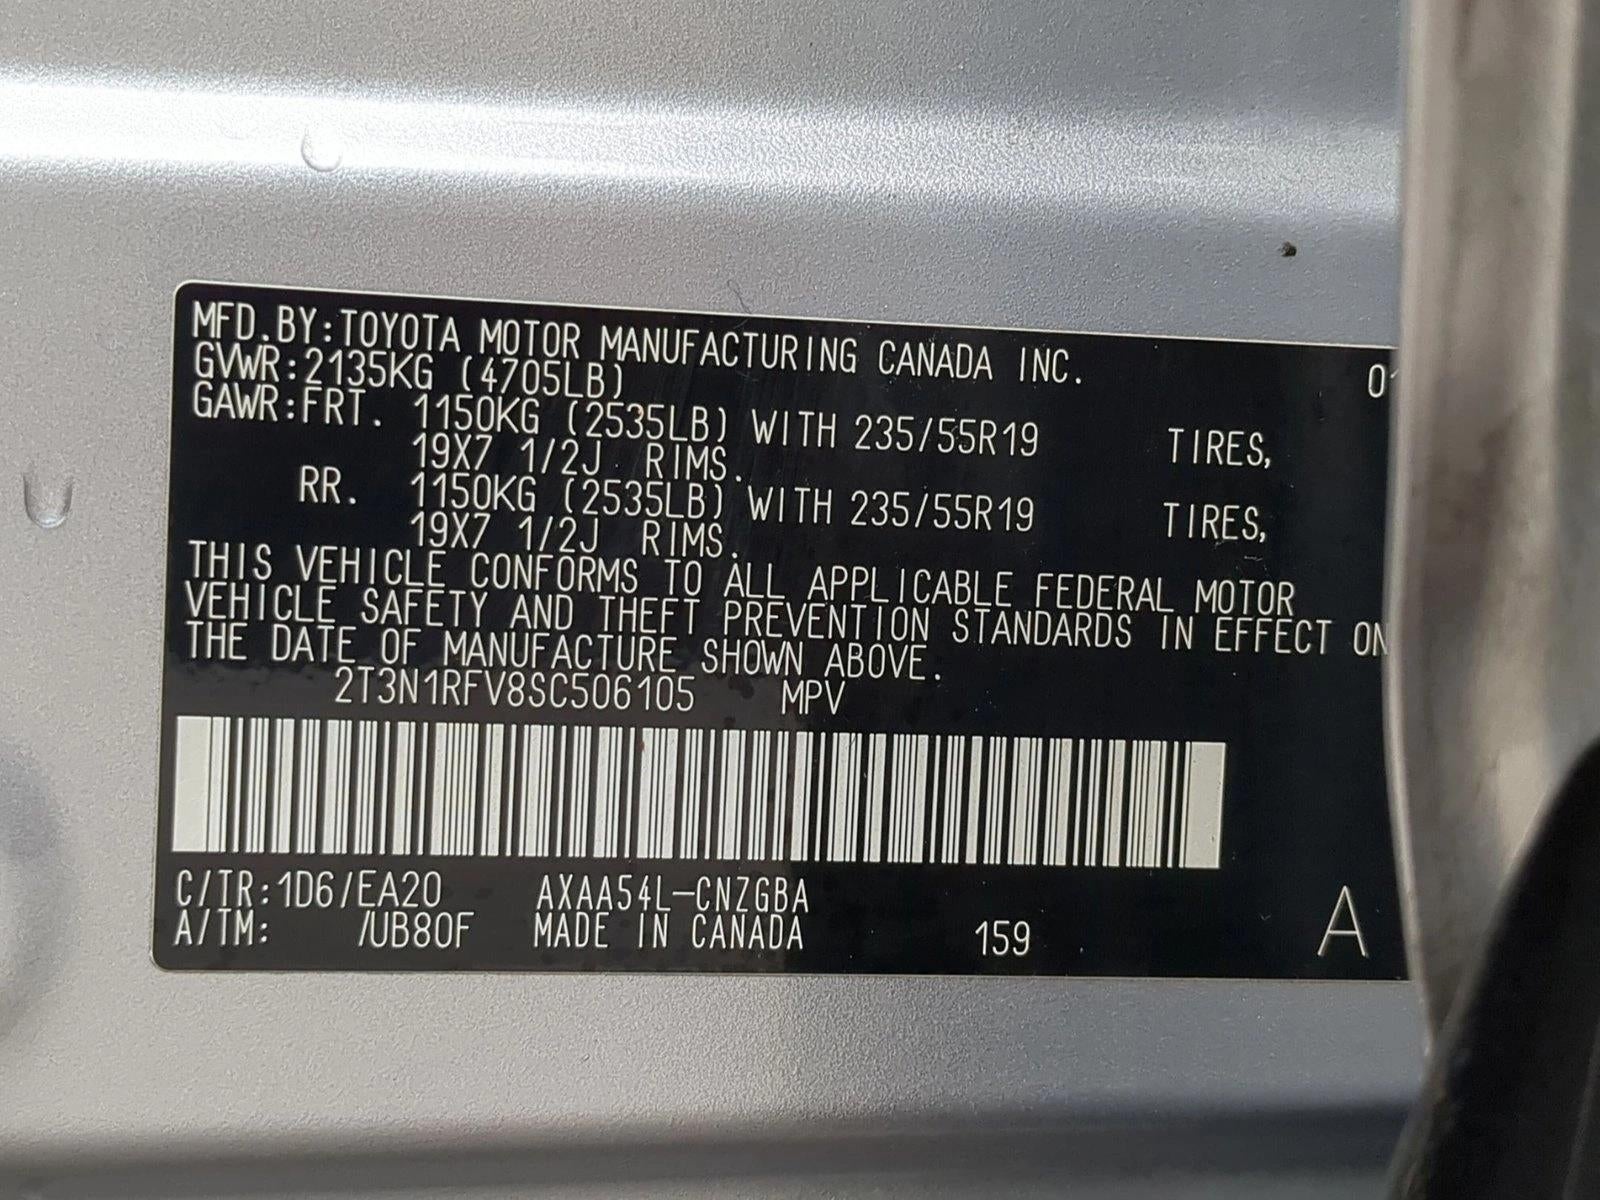 MFD.BY:TOYOTA MOTOR MANUFACTURING CANADA INC. 01
GVWR:2135KG (4705LB)
GAWR:FRT. 1150KG (2535LB) WITH 235/55R19 TIRES,
19X7 1/2J RIMS.
RR. 1150KG (2535LB) WITH 235/55R19 TIRES,
19X7 1/2J RIMS.
THIS VEHICLE CONFORMS TO ALL APPLICABLE FEDERAL MOTOR
VEHICLE SAFETY AND THEFT PREVENTION STANDARDS IN EFFECT ON
THE DATE OF MANUFACTURE SHOWN ABOVE.
2T3N1RFV8SC506105 MPV
C/TR:1D6/EA20 AXAA54L-CNZGBA
A/TM: /UB80F MADE IN CANADA 159 A